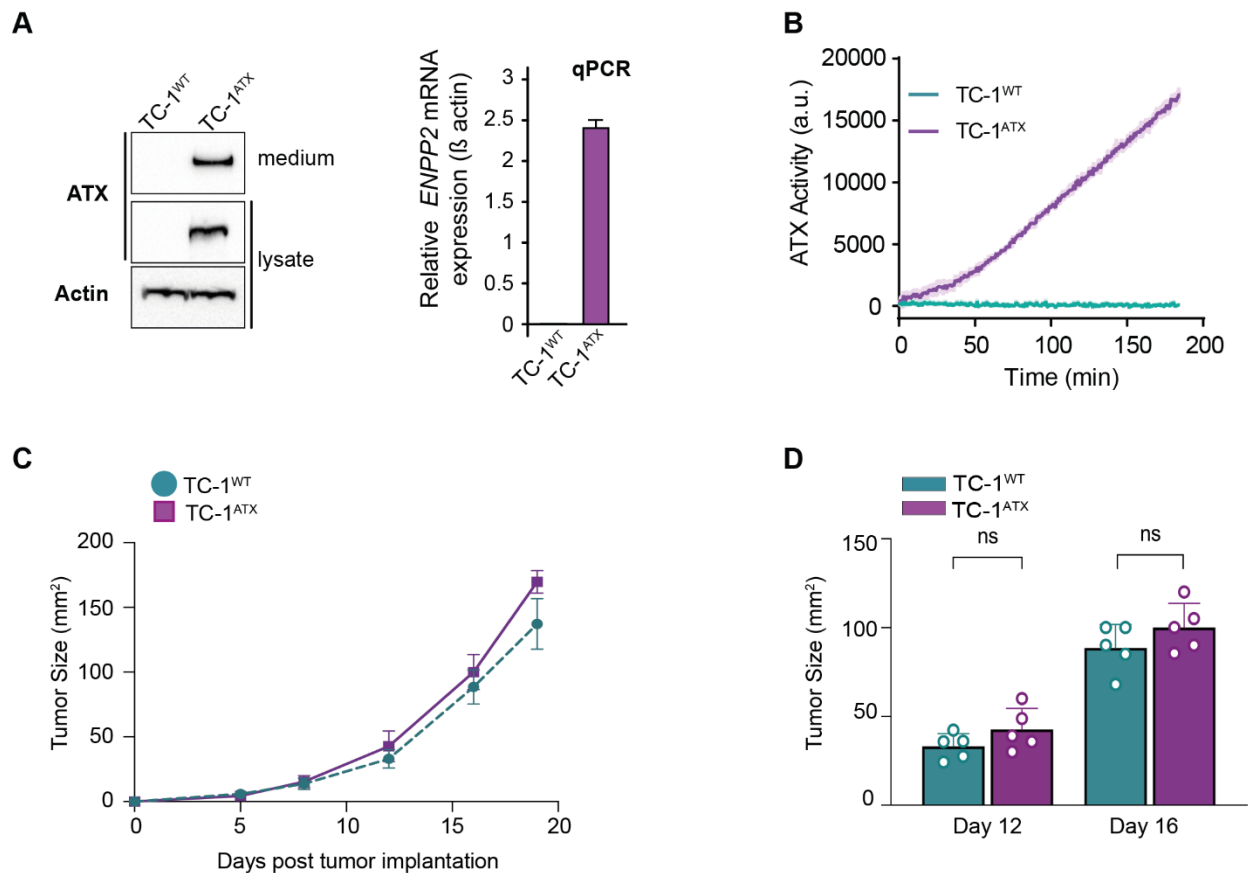 A
TC-1WT
TC-1ATX
ATX
medium
lysate
Actin
Relative ENPP2 mRNA
expression (ß actin)
3
2.5
2
1.5
1
0.5
0
qPCR
TC-1WT
TC-1ATX
B
ATX Activity (a.u.)
20000
15000
10000
5000
0
TC-1WT
TC-1ATX
0 50 100 150 200
Time (min)
C
TC-1WT
TC-1ATX
Tumor Size (mm²)
200
150
100
50
0
0 5 10 15 20
Days post tumor implantation
D
TC-1WT
TC-1ATX
Tumor Size (mm²)
150
100
50
0
ns
ns
Day 12 Day 16